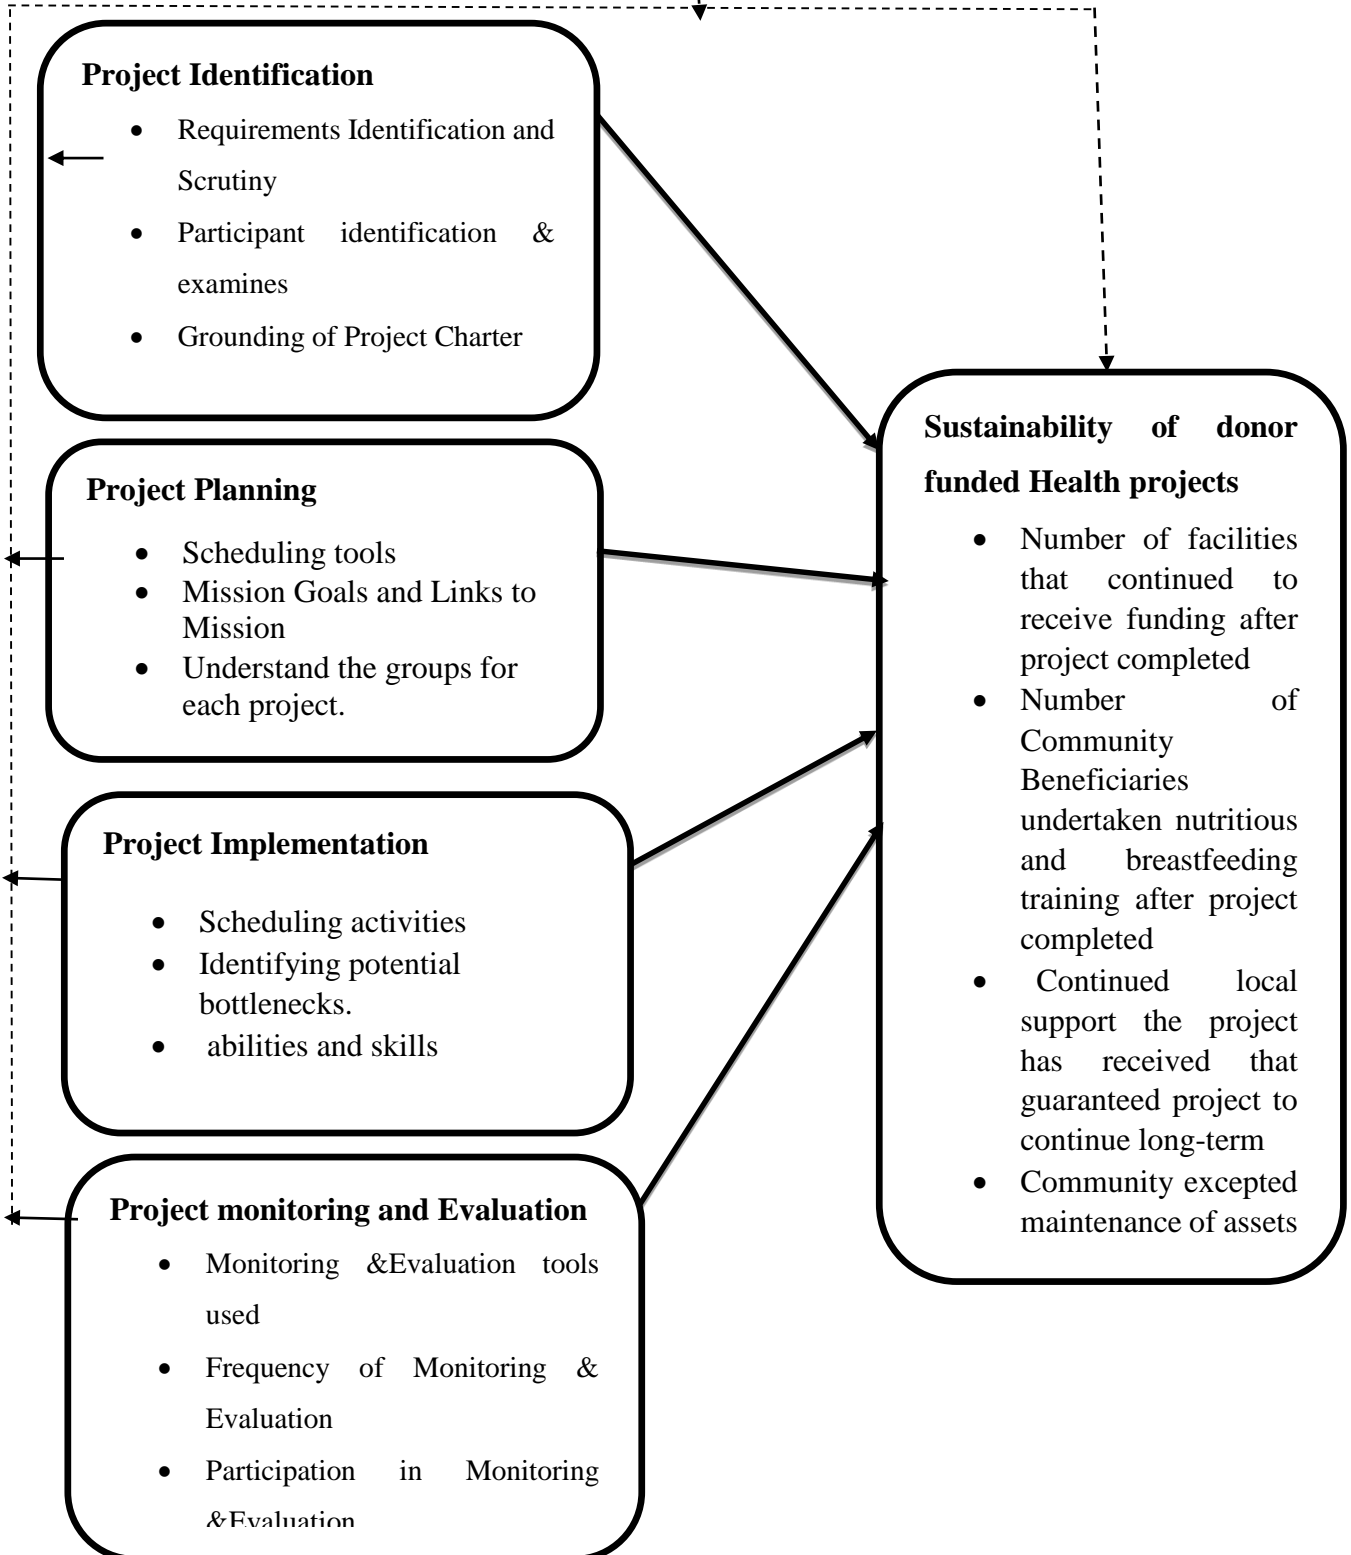 Project Identification
• Requirements Identification and
Scrutiny
• Participant identification &
examines
• Grounding of Project Charter
Project Planning
• Scheduling tools
• Mission Goals and Links to
Mission
• Understand the groups for
each project.
Project Implementation
• Scheduling activities
• Identifying potential
bottlenecks.
• abilities and skills
Project monitoring and Evaluation
• Monitoring &Evaluation tools
used
• Frequency of Monitoring &
Evaluation
• Participation in Monitoring
&Evaluation
Sustainability of donor
funded Health projects
• Number of facilities
that continued to
receive funding after
project completed
• Number of
Community
Beneficiaries
undertaken nutritious
and breastfeeding
training after project
completed
• Continued local
support the project
has received that
guaranteed project to
continue long-term
• Community excepted
maintenance of assets